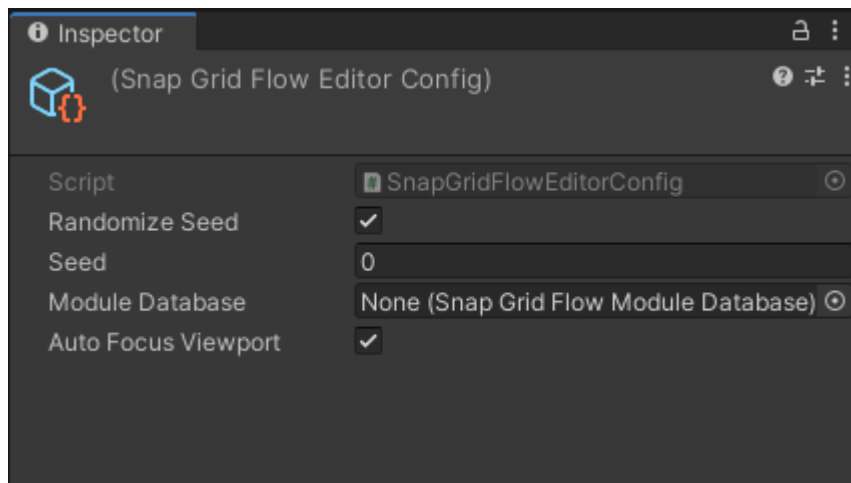 Inspector
(Snap Grid Flow Editor Config)
Script
SnapGridFlowEditorConfig
Randomize Seed
Seed
0
Module Database
None (Snap Grid Flow Module Database)
Auto Focus Viewport